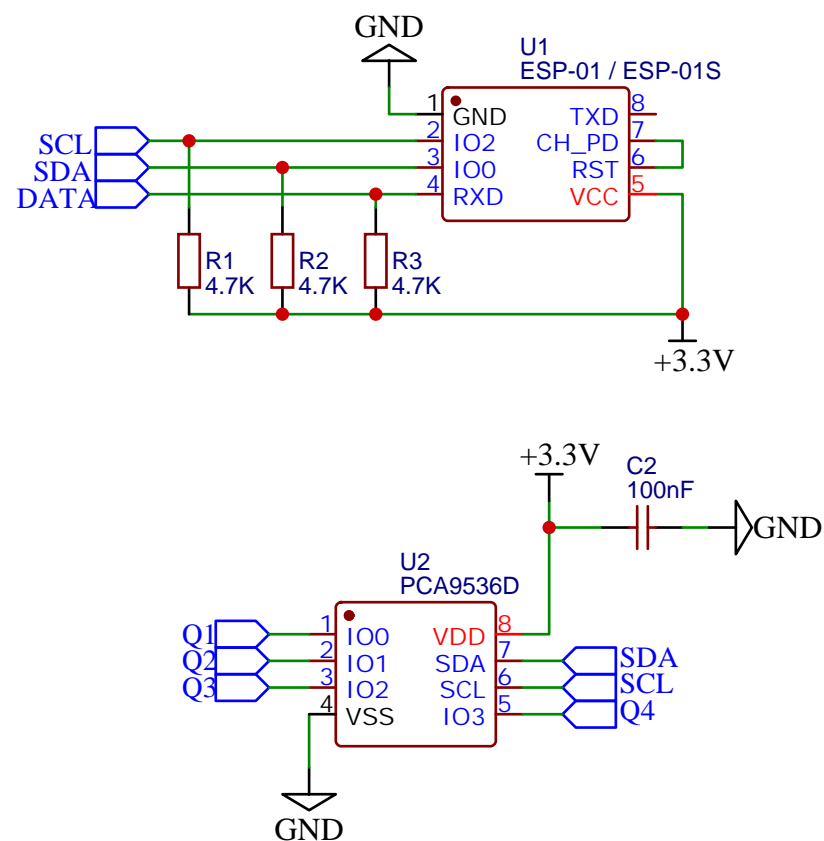 GND
U1
ESP-01 / ESP-01S
1 GND TXD 8
SCL 2 IO2 CH_PD 7
SDA 3 IO0 RST 6
DATA 4 RXD VCC 5
R1 R2 R3
4.7K 4.7K 4.7K
+3.3V
+3.3V
C2
100nF
GND
U2
PCA9536D
Q1 1 IO0 VDD 8
Q2 2 IO1 SDA 7 SDA
Q3 3 IO2 SCL 6 SCL
4 VSS IO3 5 Q4
GND